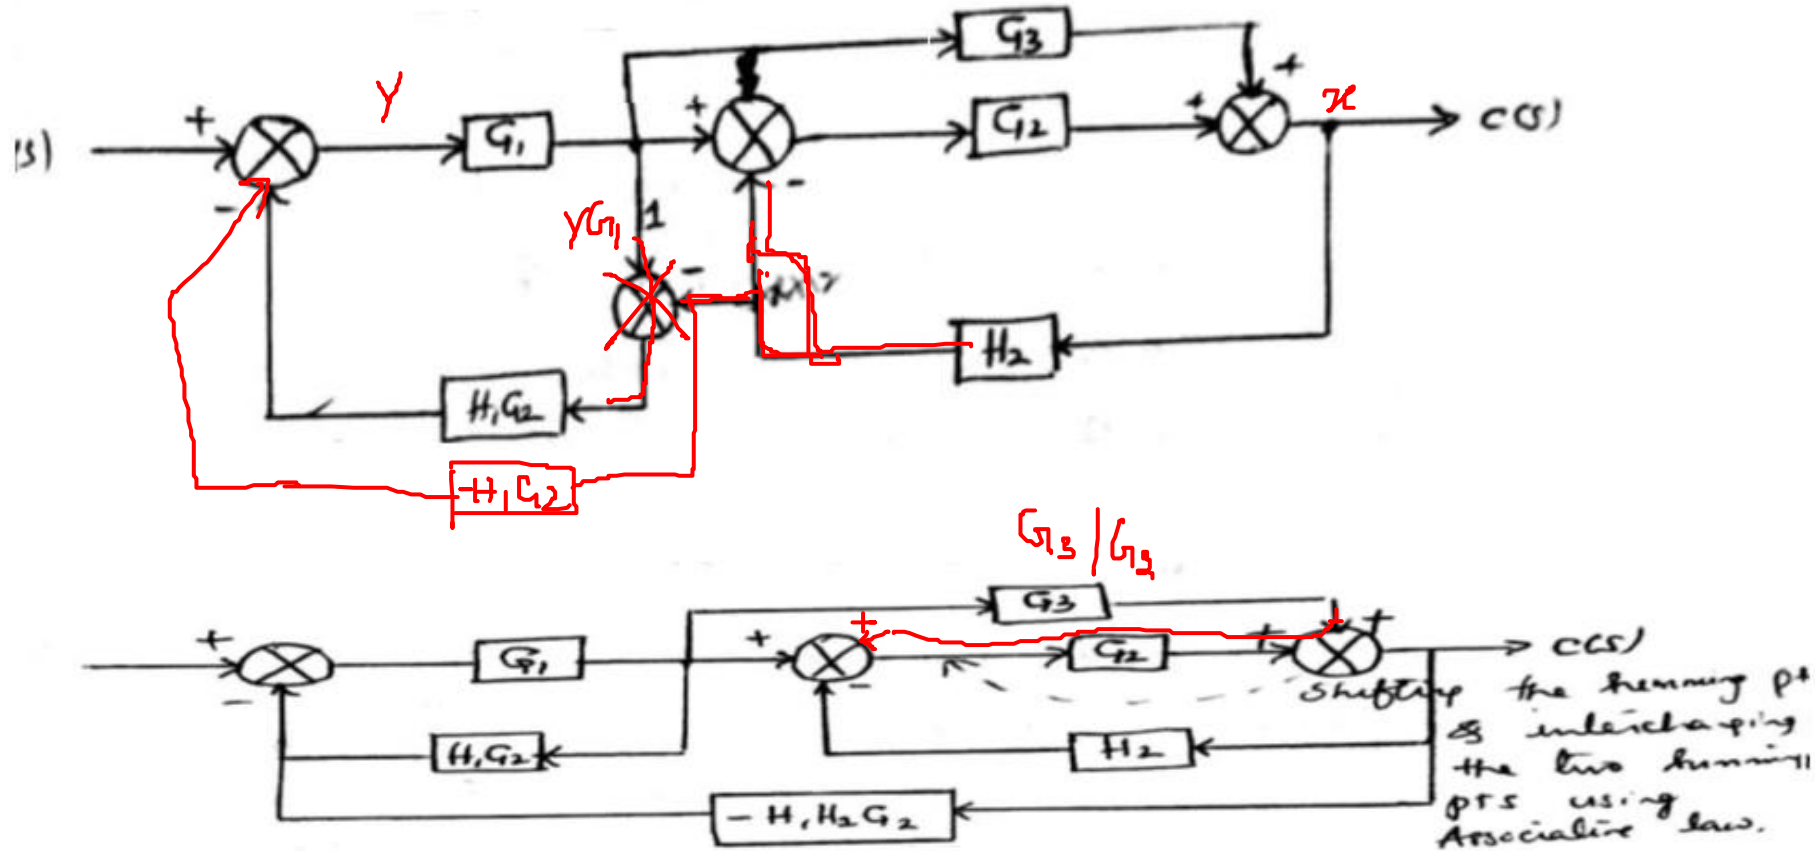 G3
+
Y
x
+
+
+
(s)
G1
G2
C(s)
-
-
YG1
1
-
H2
H1G2
-H1G2
G3/G2
G3
+
+
+
+
+
G1
G2
C(s)
-
-
shifting the summing pt
& interchanging
the two summing
pts using
Associative law.
H1G2
H2
- H1H2G2